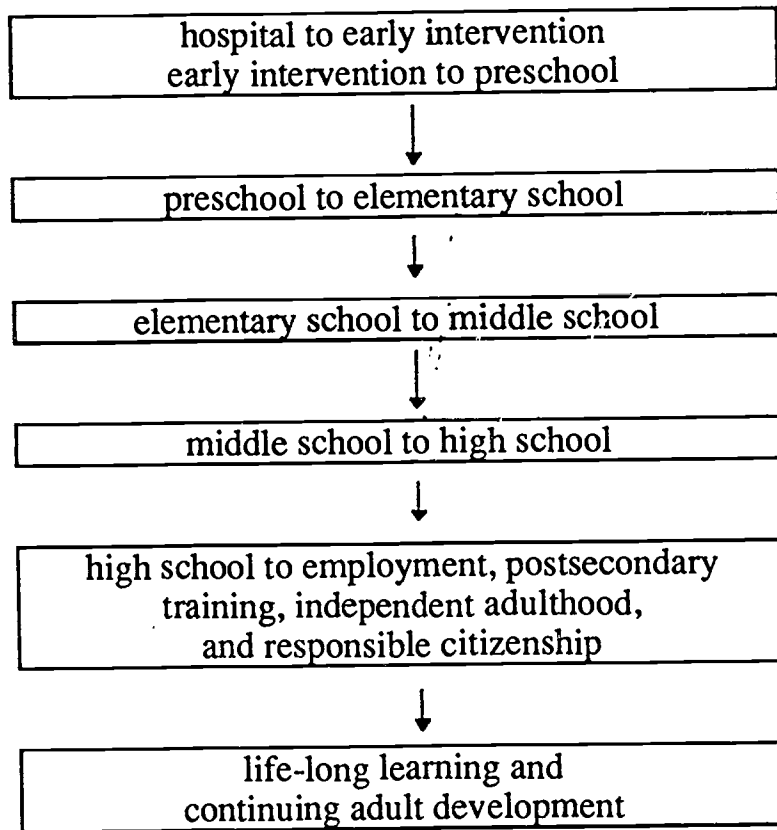 hospital to early intervention
early intervention to preschool
preschool to elementary school
elementary school to middle school
middle school to high school
high school to employment, postsecondary
training, independent adulthood,
and responsible citizenship
life-long learning and
continuing adult development